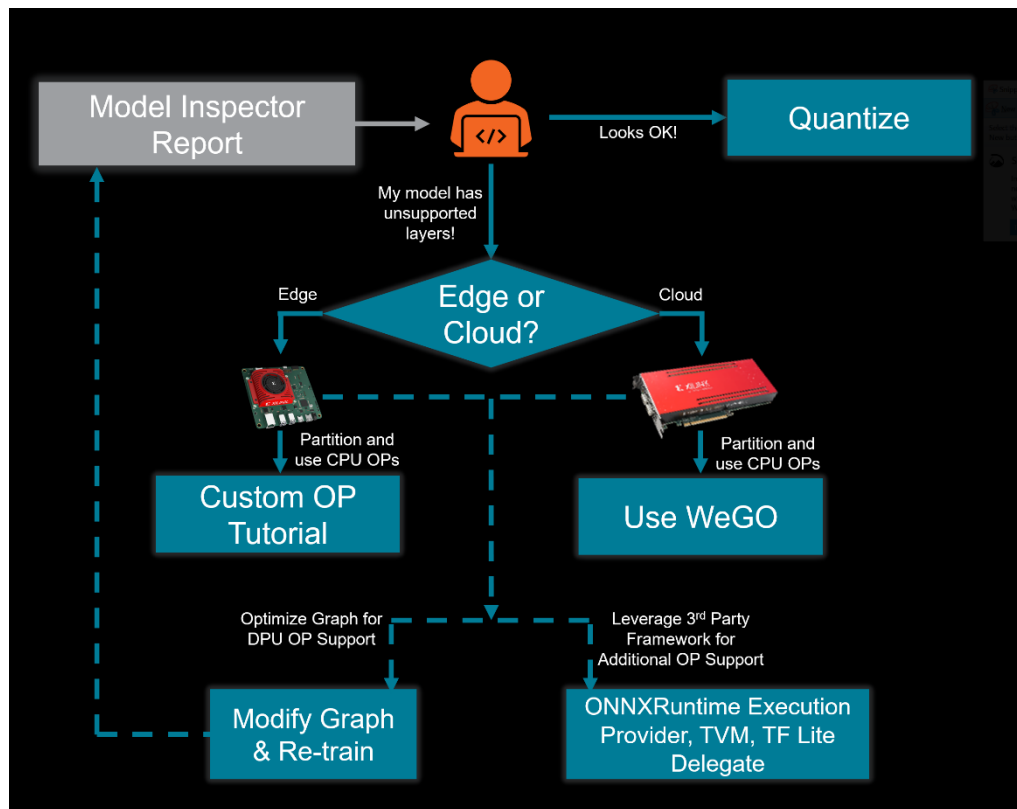 Model Inspector
Report
</>
Looks OK!
Quantize
My model has
unsupported
layers!
Edge
Edge or
Cloud?
Cloud
XILINX
Partition and
use CPU OPs
Partition and
use CPU OPs
Custom OP
Tutorial
Use WeGO
Optimize Graph for
DPU OP Support
Leverage 3rd Party
Framework for
Additional OP Support
Modify Graph
& Re-train
ONNXRuntime Execution
Provider, TVM, TF Lite
Delegate